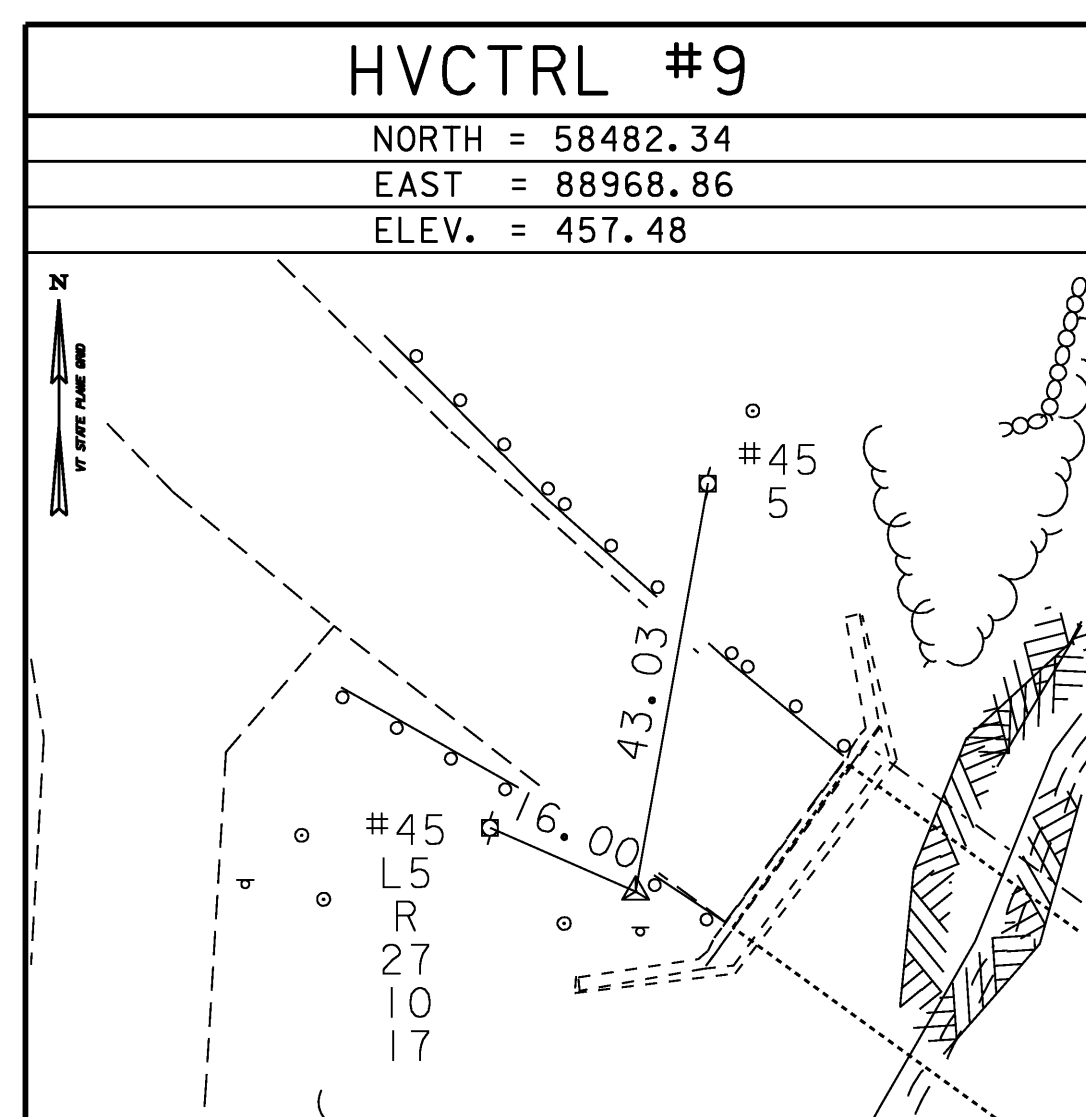 HVCTRL #9
NORTH = 58482.34
EAST = 88968.86
ELEV. = 457.48
N
VT STATE PLANE GRID
#45
5
43.03
16.00
#45
L5
R
27
10
17